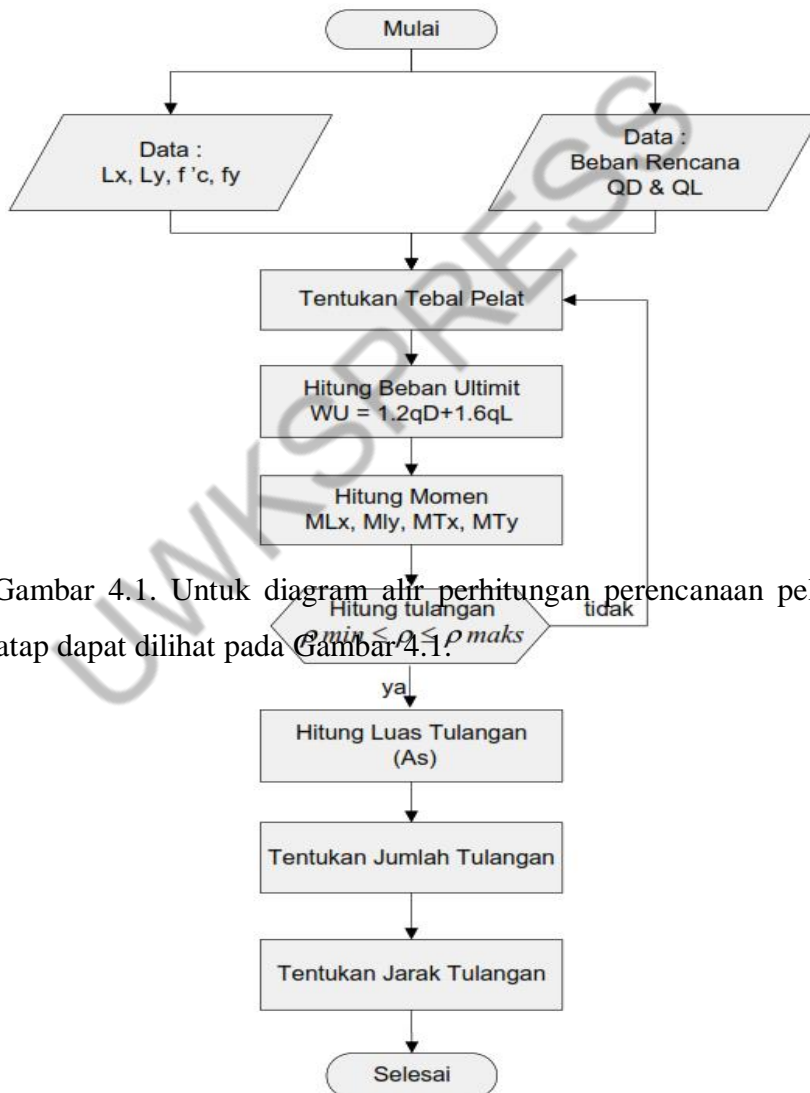 Mulai
Data :
Lx, Ly, f 'c, fy
Data :
Beban Rencana
QD & QL
Tentukan Tebal Pelat
Hitung Beban Ultimit
WU = 1.2qD+1.6qL
Hitung Momen
MLx, Mly, MTx, MTy
Gambar 4.1. Untuk diagram alir perhitungan perencanaan pel
Hitung tulangan
tidak
atap dapat dilihat pada Gambar 4.1.
ρ min ≤ ρ ≤ ρ maks
ya
Hitung Luas Tulangan
(As)
Tentukan Jumlah Tulangan
Tentukan Jarak Tulangan
Selesai
UWKSPRESS